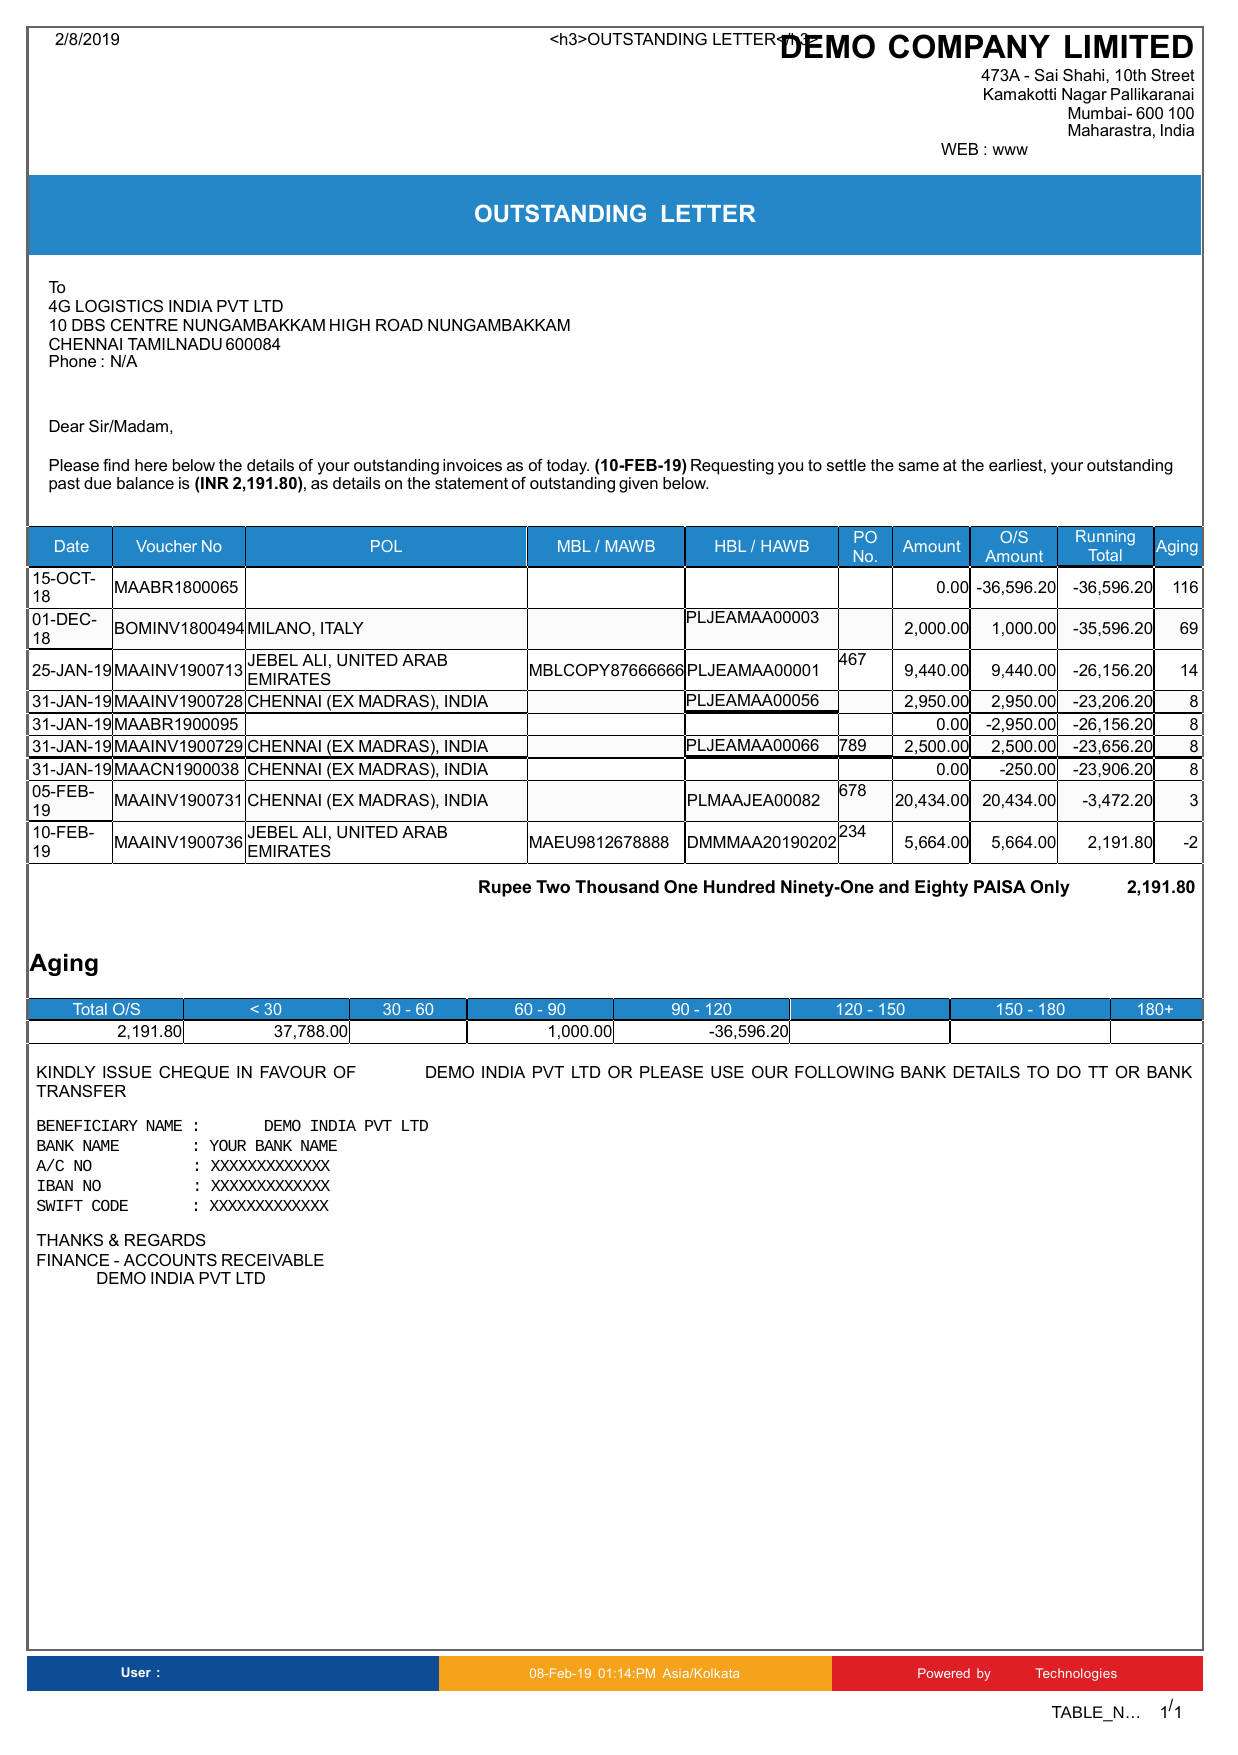 2/8/2019 <h3>OUTSTANDING LETTER</h3>
DEMO COMPANY LIMITED
473A - Sai Shahi, 10th Street
Kamakotti Nagar Pallikaranai
Mumbai- 600 100
Maharastra, India
WEB : www
OUTSTANDING LETTER
To
4G LOGISTICS INDIA PVT LTD
10 DBS CENTRE NUNGAMBAKKAM HIGH ROAD NUNGAMBAKKAM
CHENNAI TAMILNADU 600084
Phone : N/A
Dear Sir/Madam,
Please find here below the details of your outstanding invoices as of today. (10-FEB-19) Requesting you to settle the same at the earliest, your outstanding
past due balance is (INR 2,191.80), as details on the statement of outstanding given below.
Date Voucher No POL MBL / MAWB HBL / HAWB PO No. Amount O/S Amount Running Total Aging
15-OCT-18 MAABR1800065 0.00 -36,596.20 -36,596.20 116
01-DEC-18 BOMINV1800494 MILANO, ITALY PLJEAMAA00003 2,000.00 1,000.00 -35,596.20 69
25-JAN-19 MAAINV1900713 JEBEL ALI, UNITED ARAB EMIRATES MBLCOPY87666666 PLJEAMAA00001 467 9,440.00 9,440.00 -26,156.20 14
31-JAN-19 MAAINV1900728 CHENNAI (EX MADRAS), INDIA PLJEAMAA00056 2,950.00 2,950.00 -23,206.20 8
31-JAN-19 MAABR1900095 0.00 -2,950.00 -26,156.20 8
31-JAN-19 MAAINV1900729 CHENNAI (EX MADRAS), INDIA PLJEAMAA00066 789 2,500.00 2,500.00 -23,656.20 8
31-JAN-19 MAACN1900038 CHENNAI (EX MADRAS), INDIA 0.00 -250.00 -23,906.20 8
05-FEB-19 MAAINV1900731 CHENNAI (EX MADRAS), INDIA PLMAAJEA00082 678 20,434.00 20,434.00 -3,472.20 3
10-FEB-19 MAAINV1900736 JEBEL ALI, UNITED ARAB EMIRATES MAEU9812678888 DMMMAA20190202 234 5,664.00 5,664.00 2,191.80 -2
Rupee Two Thousand One Hundred Ninety-One and Eighty PAISA Only 2,191.80
Aging
Total O/S < 30 30 - 60 60 - 90 90 - 120 120 - 150 150 - 180 180+
2,191.80 37,788.00 1,000.00 -36,596.20
KINDLY ISSUE CHEQUE IN FAVOUR OF DEMO INDIA PVT LTD OR PLEASE USE OUR FOLLOWING BANK DETAILS TO DO TT OR BANK
TRANSFER
BENEFICIARY NAME : DEMO INDIA PVT LTD
BANK NAME : YOUR BANK NAME
A/C NO : XXXXXXXXXXXXX
IBAN NO : XXXXXXXXXXXXX
SWIFT CODE : XXXXXXXXXXXXX
THANKS & REGARDS
FINANCE - ACCOUNTS RECEIVABLE
DEMO INDIA PVT LTD
User : 08-Feb-19 01:14:PM Asia/Kolkata Powered by Technologies
TABLE_N… 1/1